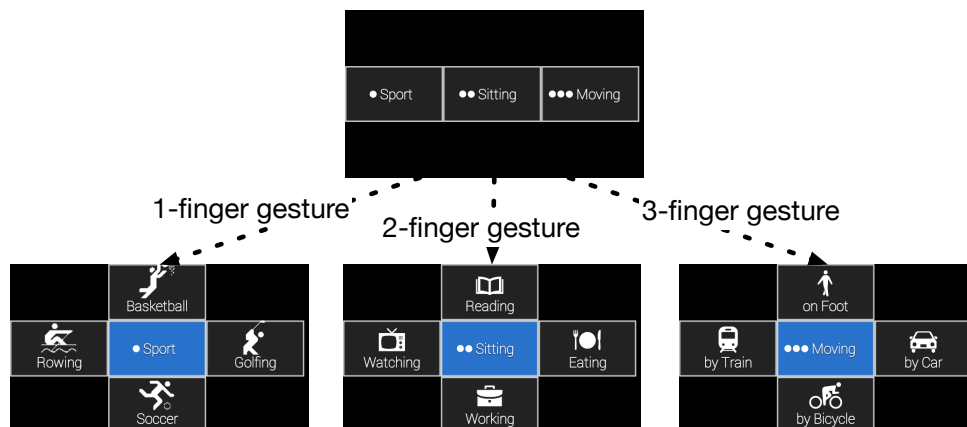 Sport
Sitting
Moving
1-finger gesture
2-finger gesture
3-finger gesture
Basketball
Rowing
Sport
Golfing
Soccer
Reading
Watching
Sitting
Eating
Working
on Foot
by Train
Moving
by Car
by Bicycle